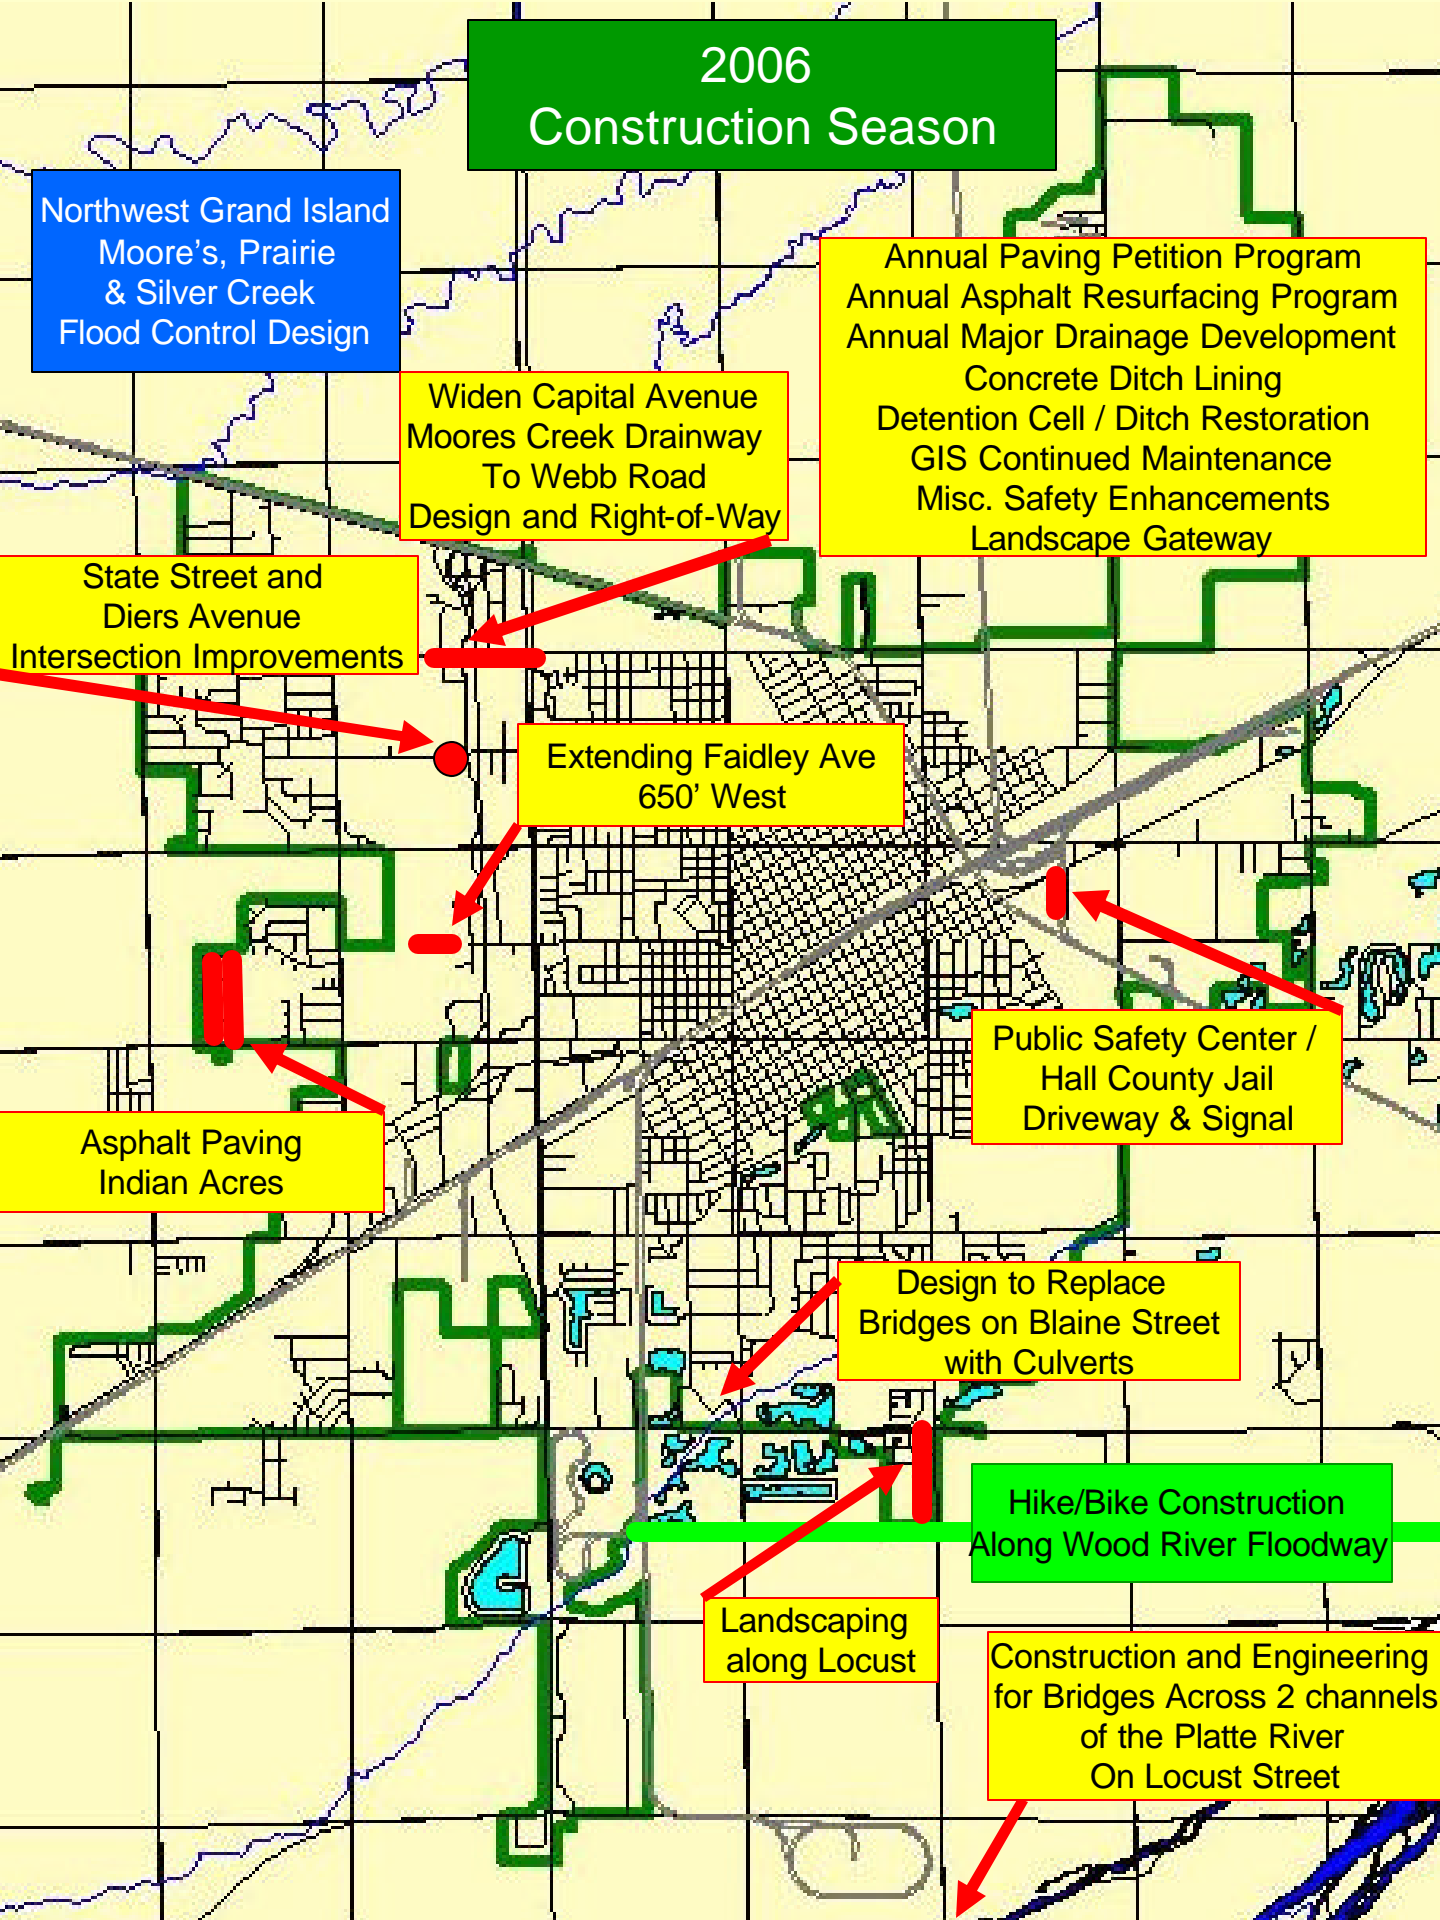 2006
Construction Season
Northwest Grand Island
Moore's, Prairie
& Silver Creek
Flood Control Design
Annual Paving Petition Program
Annual Asphalt Resurfacing Program
Annual Major Drainage Development
Concrete Ditch Lining
Detention Cell / Ditch Restoration
GIS Continued Maintenance
Misc. Safety Enhancements
Landscape Gateway
Widen Capital Avenue
Moores Creek Drainway
To Webb Road
Design and Right-of-Way
State Street and
Diers Avenue
Intersection Improvements
Extending Faidley Ave
650' West
Public Safety Center /
Hall County Jail
Driveway & Signal
Asphalt Paving
Indian Acres
Design to Replace
Bridges on Blaine Street
with Culverts
Hike/Bike Construction
Along Wood River Floodway
Landscaping
along Locust
Construction and Engineering
for Bridges Across 2 channels
of the Platte River
On Locust Street